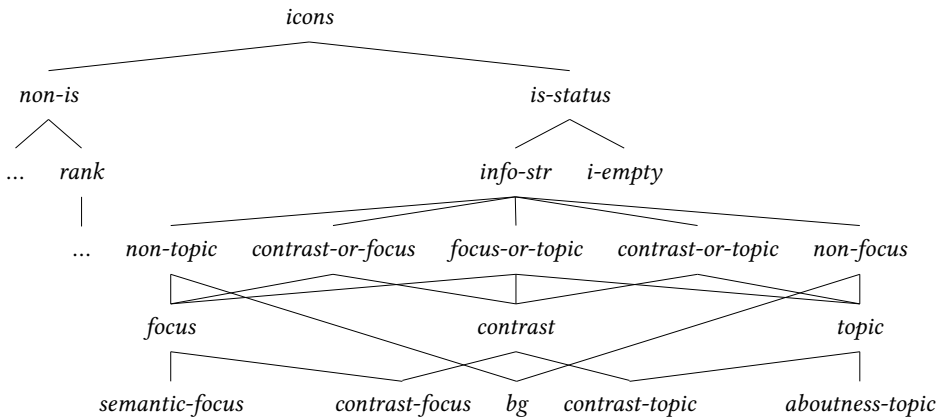 icons
non-is is-status
... rank info-str i-empty
... non-topic contrast-or-focus focus-or-topic contrast-or-topic non-focus
focus contrast topic
semantic-focus contrast-focus bg contrast-topic aboutness-topic